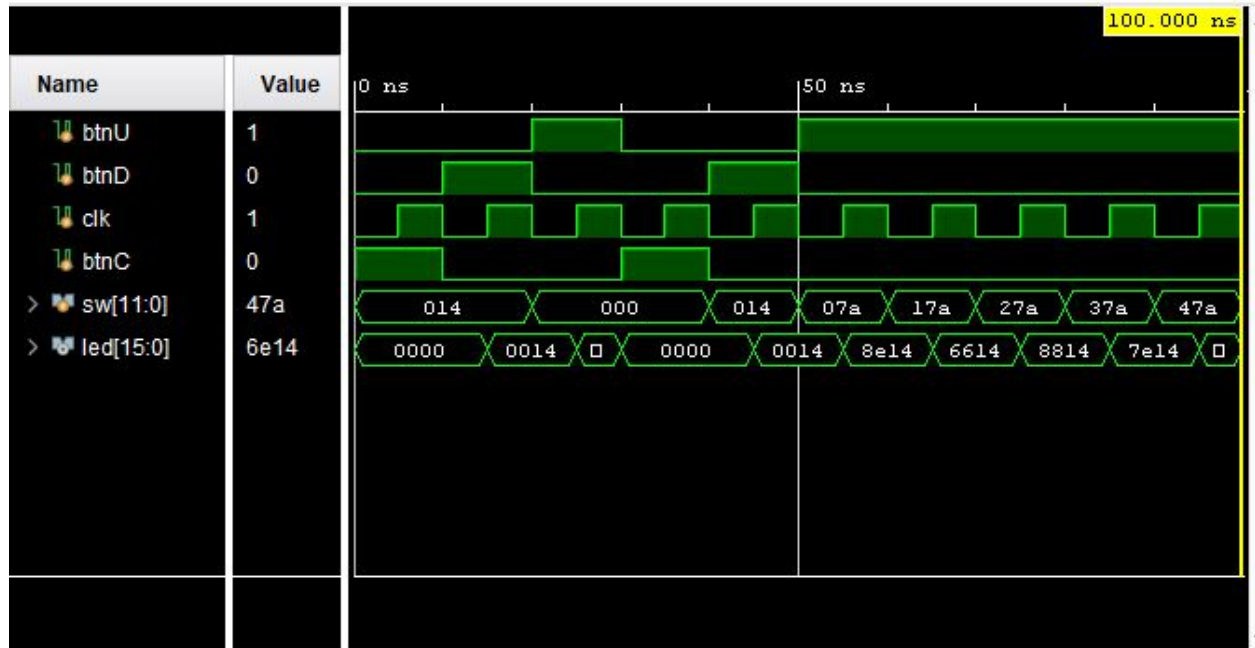 100.000 ns
Name Value 0 ns 50 ns
btnU 1
btnD 0
clk 1
btnC 0
> sw[11:0] 47a 014 000 014 07a 17a 27a 37a 47a
> led[15:0] 6e14 0000 0014 0000 0014 8e14 6614 8814 7e14